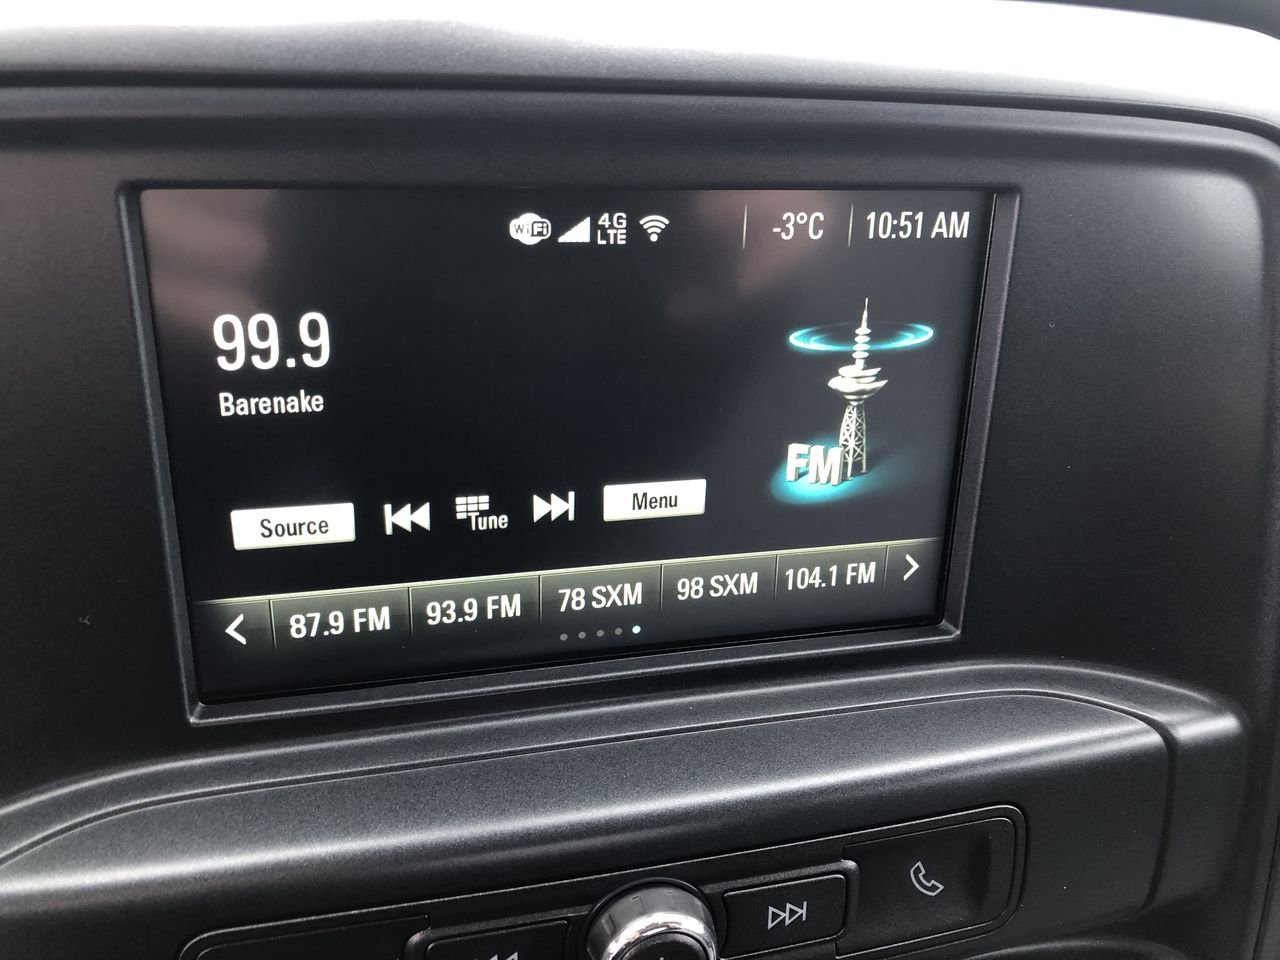 WiFi 4G LTE -3°C 10:51 AM
99.9
Barenake
FM
Source Tune Menu
87.9 FM 93.9 FM 78 SXM 98 SXM 104.1 FM